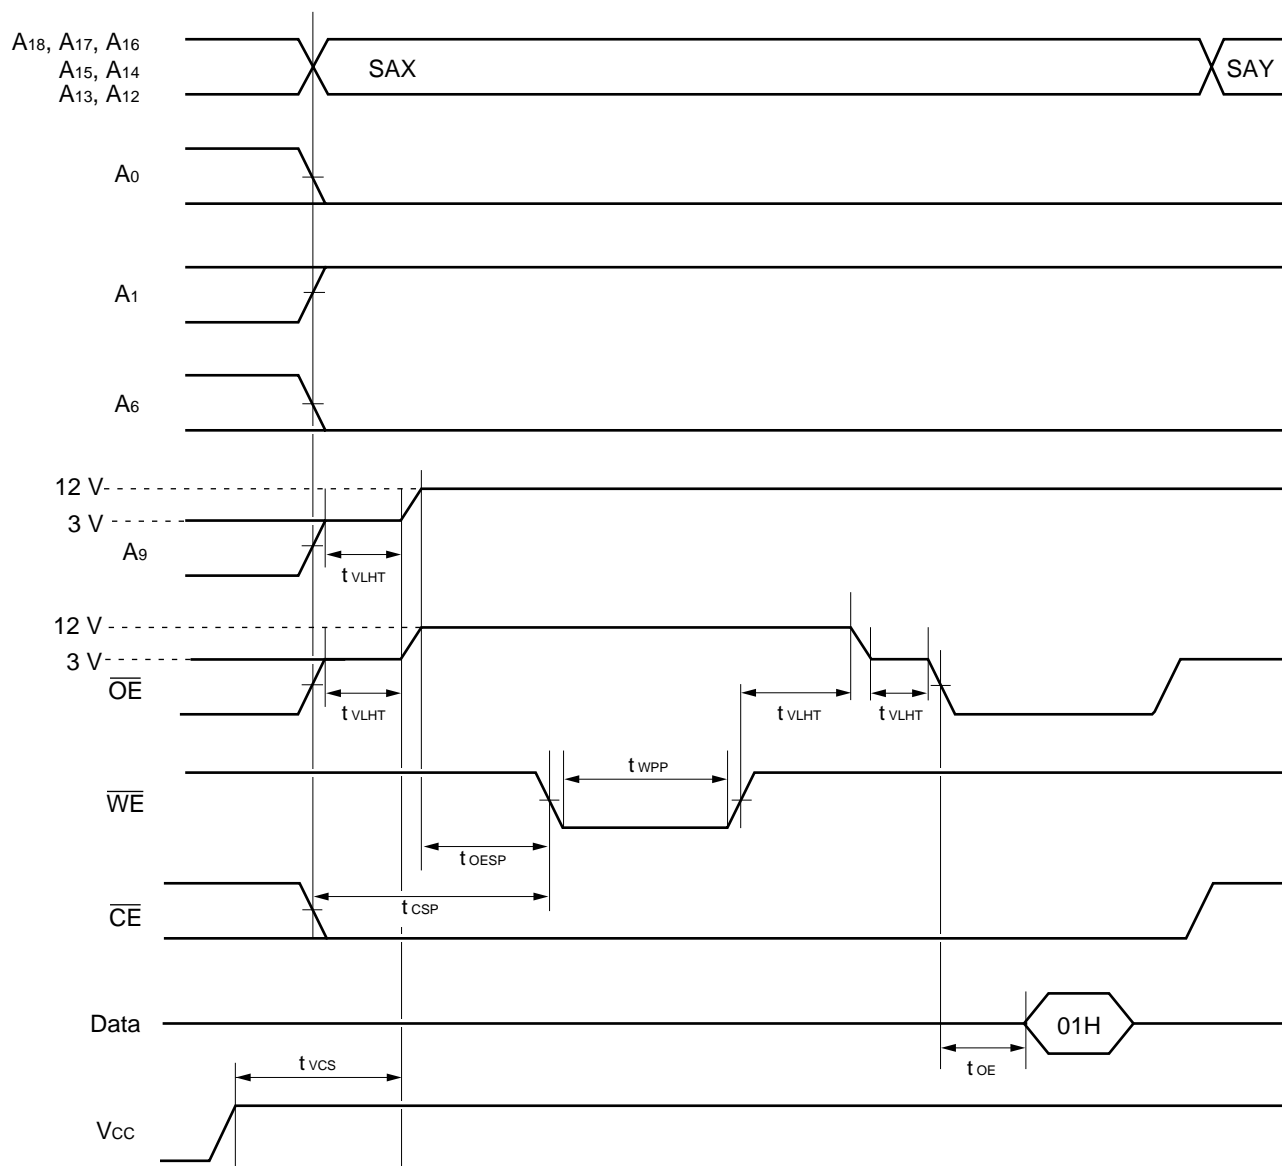 A18, A17, A16
A15, A14
A13, A12
SAX
SAY
A0
A1
A6
12 V
3 V
A9
t VLHT
12 V
3 V
OE
t VLHT
t VLHT
t VLHT
t WPP
WE
t OESP
t CSP
CE
Data
01H
t OE
t VCS
VCC